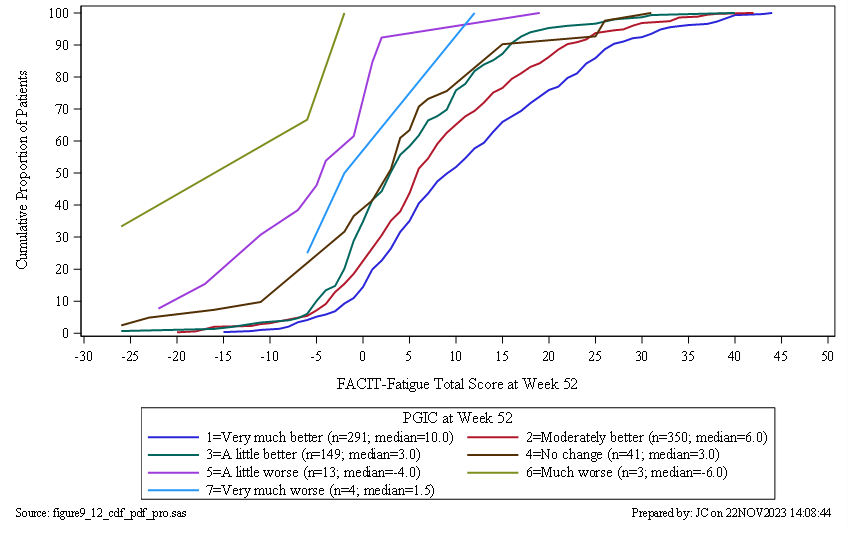 Cumulative Proportion of Patients
100
90
80
70
60
50
40
30
20
10
0
-30 -25 -20 -15 -10 -5 0 5 10 15 20 25 30 35 40 45 50
FACIT-Fatigue Total Score at Week 52
PGIC at Week 52
1=Very much better (n=291; median=10.0) 2=Moderately better (n=350; median=6.0)
3=A little better (n=149; median=3.0) 4=No change (n=41; median=3.0)
5=A little worse (n=13; median=-4.0) 6=Much worse (n=3; median=-6.0)
7=Very much worse (n=4; median=1.5)
Source: figure9_12_cdf_pdf_pro.sas Prepared by: JC on 22NOV2023 14:08:44